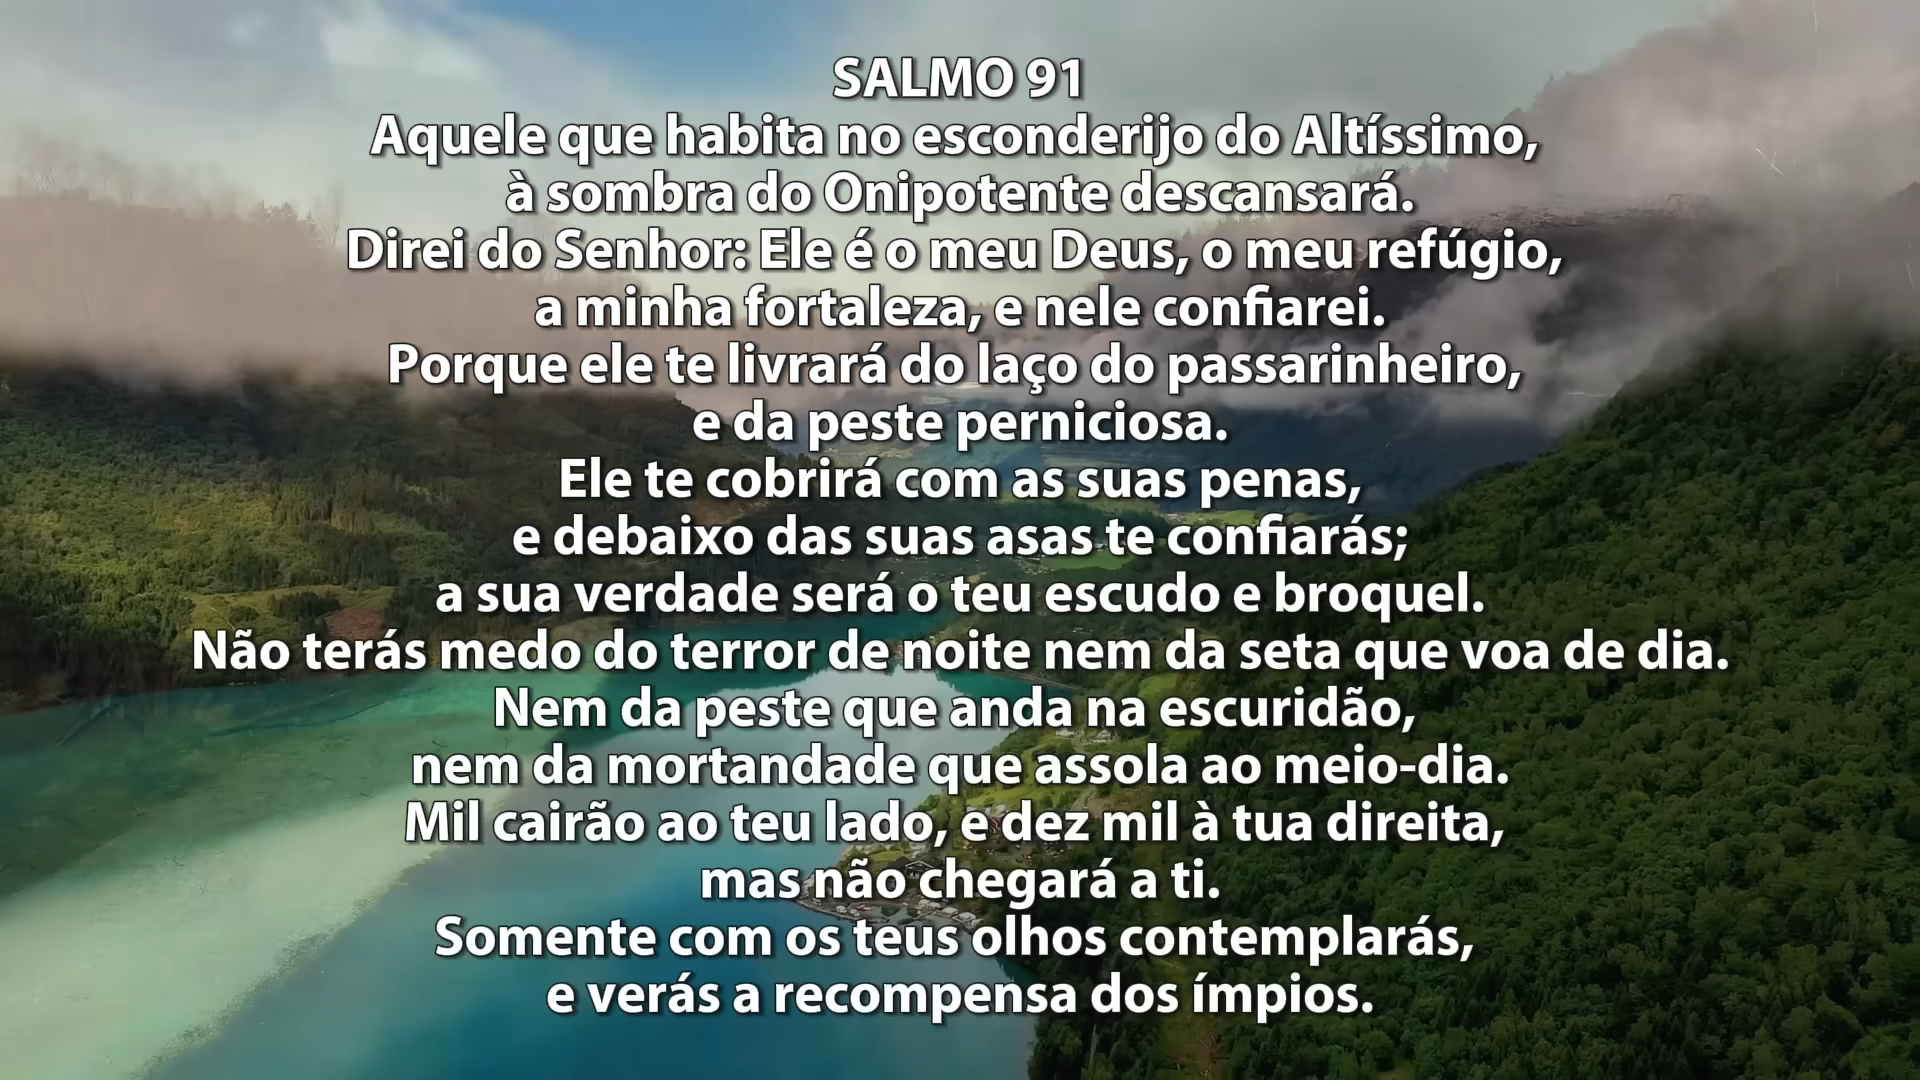 SALMO 91
Aquele que habita no esconderijo do Altíssimo,
à sombra do Onipotente descansará.
Direi do Senhor: Ele é o meu Deus, o meu refúgio,
a minha fortaleza, e nele confiarei.
Porque ele te livrará do laço do passarinheiro,
e da peste perniciosa.
Ele te cobrirá com as suas penas,
e debaixo das suas asas te confiarás;
a sua verdade será o teu escudo e broquel.
Não terás medo do terror de noite nem da seta que voa de dia.
Nem da peste que anda na escuridão,
nem da mortandade que assola ao meio-dia.
Mil cairão ao teu lado, e dez mil à tua direita,
mas não chegará a ti.
Somente com os teus olhos contemplarás,
e verás a recompensa dos ímpios.